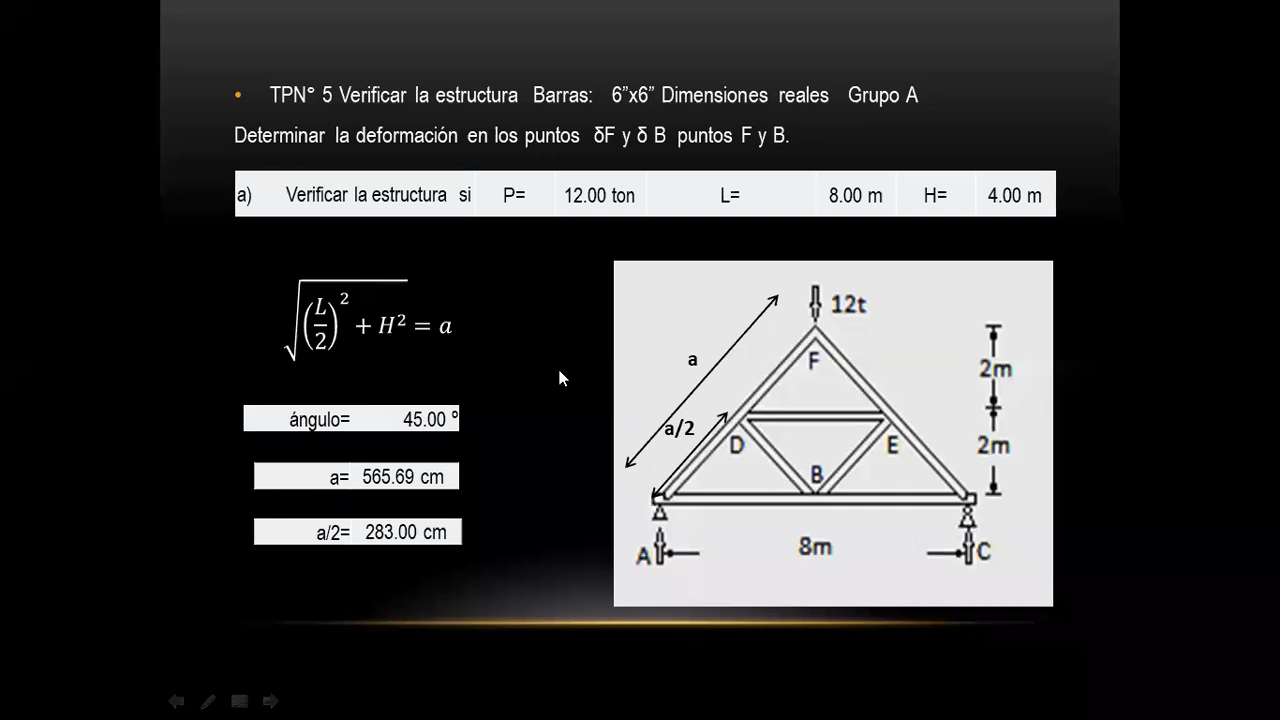 • TPN° 5 Verificar la estructura Barras: 6”x6” Dimensiones reales Grupo A
Determinar la deformación en los puntos δF y δ B puntos F y B.
a) Verificar la estructura si P= 12.00 ton L= 8.00 m H= 4.00 m
√((L/2)² + H²) = a
ángulo= 45.00 º
a= 565.69 cm
a/2= 283.00 cm
12t
a
F
2m
a/2
D
E
2m
B
A
8m
C